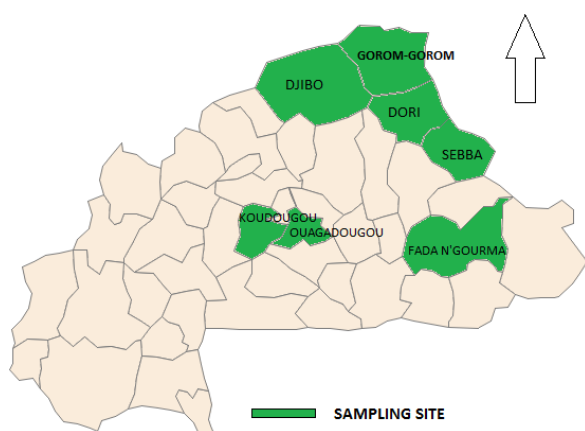 GOROM-GOROM
DJIBO
DORI
SEBBA
KOUDOUGOU
OUAGADOUGOU
FADA N'GOURMA
SAMPLING SITE